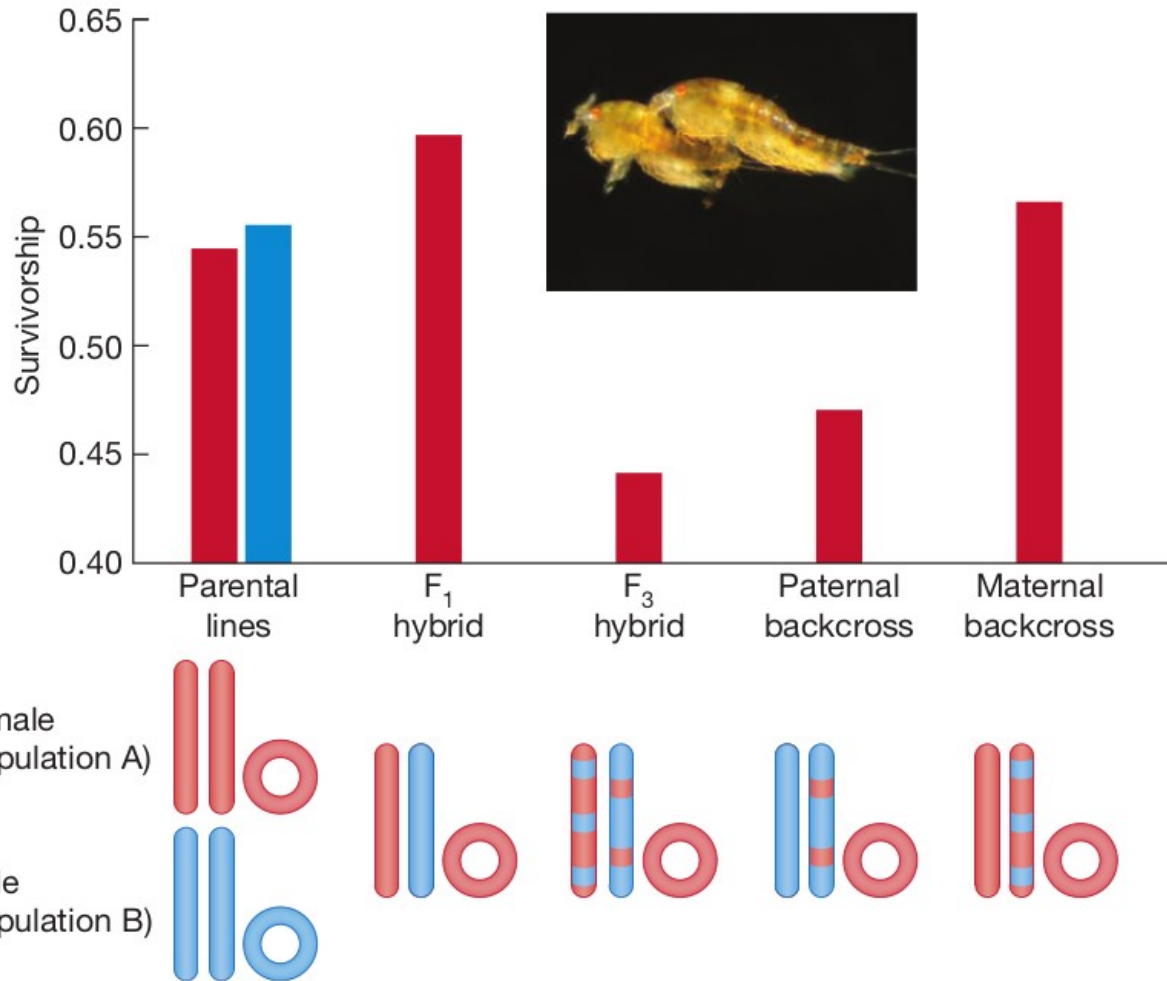 0.65
0.60
0.55
0.50
0.45
0.40
Survivorship
Parental
lines
F1
hybrid
F3
hybrid
Paternal
backcross
Maternal
backcross
male
pulation A)
le
pulation B)